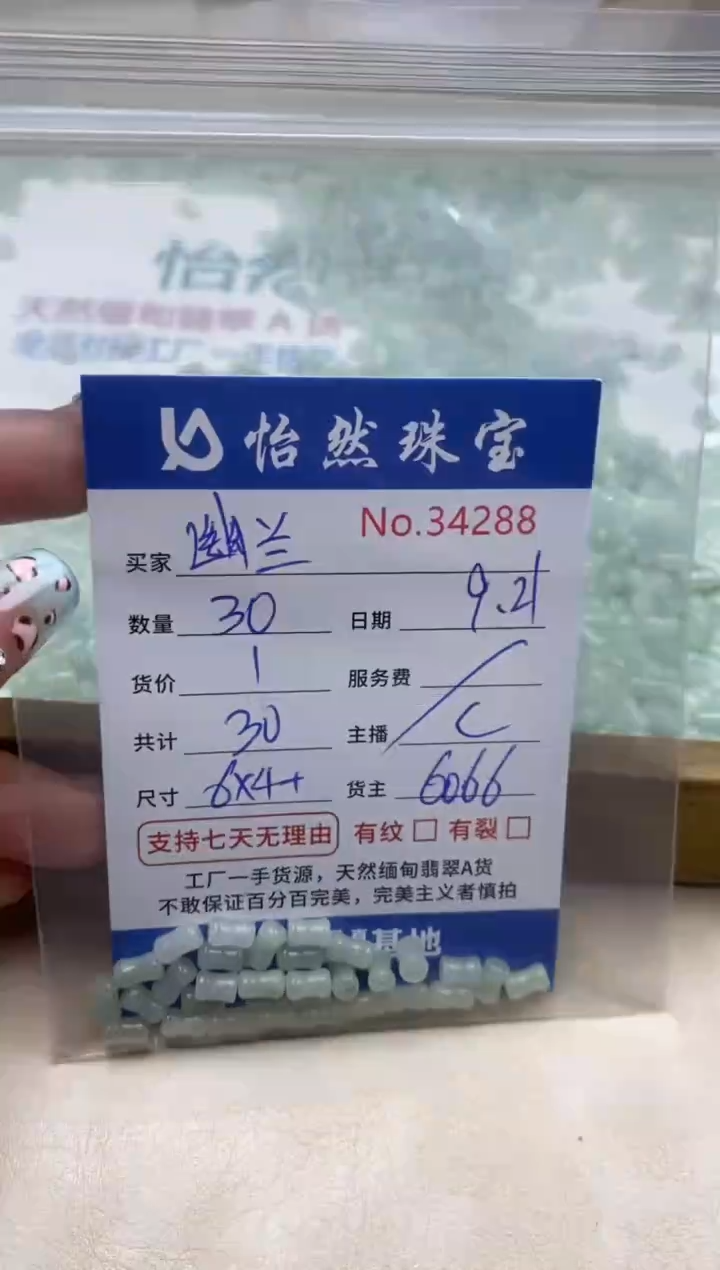 怡然珠宝
No.34288
买家 幽兰
数量 30 日期 9.21
货价 1 服务费 /
共计 30 主播 C
尺寸 6x4+ 货主 6066
支持七天无理由 有纹 □ 有裂 □
工厂一手货源，天然缅甸翡翠A货
不敢保证百分百完美，完美主义者慎拍
基地